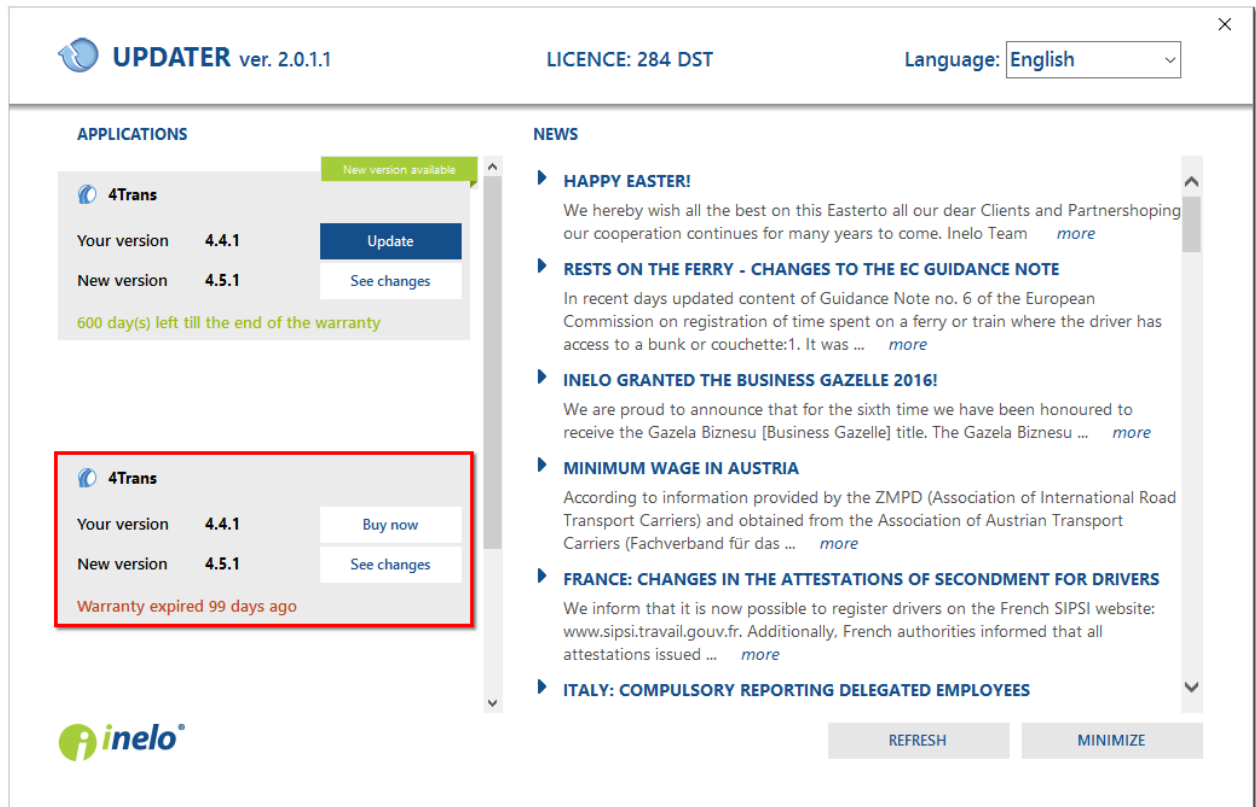 UPDATER ver. 2.0.1.1
LICENCE: 284 DST
Language: English
APPLICATIONS
New version available
4Trans
Your version 4.4.1 Update
New version 4.5.1 See changes
600 day(s) left till the end of the warranty
4Trans
Your version 4.4.1 Buy now
New version 4.5.1 See changes
Warranty expired 99 days ago
NEWS
HAPPY EASTER!
We hereby wish all the best on this Easterto all our dear Clients and Partnershoping
our cooperation continues for many years to come. Inelo Team more
RESTS ON THE FERRY - CHANGES TO THE EC GUIDANCE NOTE
In recent days updated content of Guidance Note no. 6 of the European
Commission on registration of time spent on a ferry or train where the driver has
access to a bunk or couchette:1. It was ... more
INELO GRANTED THE BUSINESS GAZELLE 2016!
We are proud to announce that for the sixth time we have been honoured to
receive the Gazela Biznesu [Business Gazelle] title. The Gazela Biznesu ... more
MINIMUM WAGE IN AUSTRIA
According to information provided by the ZMPD (Association of International Road
Transport Carriers) and obtained from the Association of Austrian Transport
Carriers (Fachverband für das ... more
FRANCE: CHANGES IN THE ATTESTATIONS OF SECONDMENT FOR DRIVERS
We inform that it is now possible to register drivers on the French SIPSI website:
www.sipsi.travail.gouv.fr. Additionally, French authorities informed that all
attestations issued ... more
ITALY: COMPULSORY REPORTING DELEGATED EMPLOYEES
inelo®
REFRESH
MINIMIZE